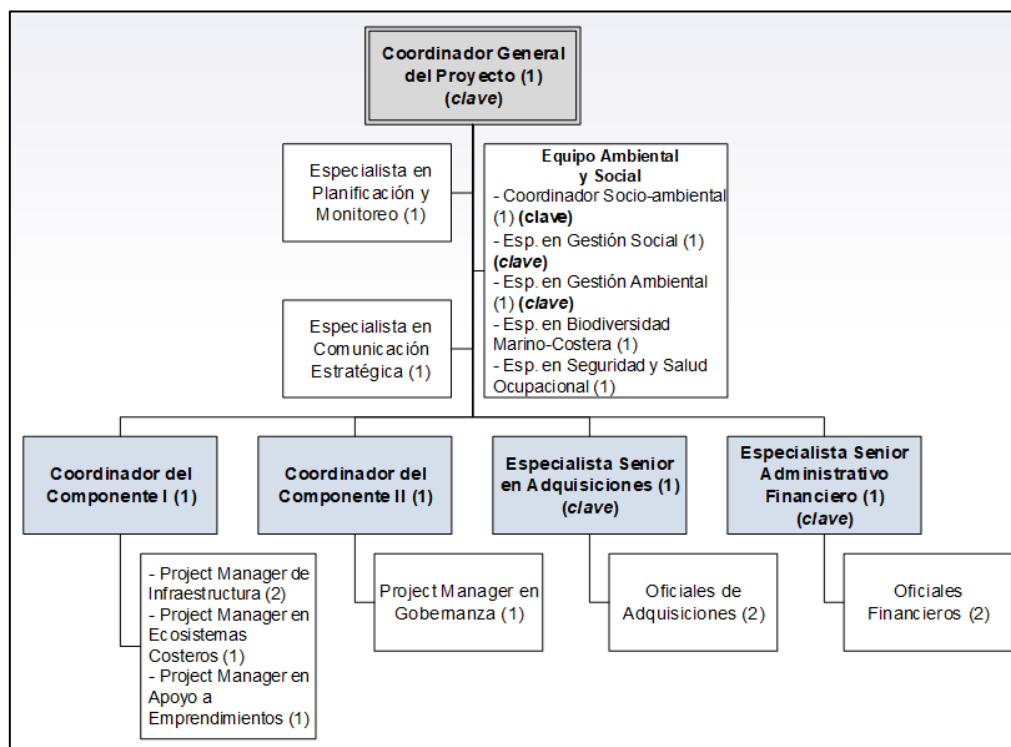 Coordinador General
del Proyecto (1)
(clave)
Especialista en
Planificación y
Monitoreo (1)
Equipo Ambiental
y Social
- Coordinador Socio-ambiental
(1) (clave)
- Esp. en Gestión Social (1)
(clave)
- Esp. en Gestión Ambiental
(1) (clave)
- Esp. en Biodiversidad
Marino-Costera (1)
- Esp. en Seguridad y Salud
Ocupacional (1)
Especialista en
Comunicación
Estratégica (1)
Coordinador del
Componente I (1)
Coordinador del
Componente II (1)
Especialista Senior
en Adquisiciones (1)
(clave)
Especialista Senior
Administrativo
Financiero (1)
(clave)
- Project Manager de
Infraestructura (2)
- Project Manager en
Ecosistemas
Costeros (1)
- Project Manager en
Apoyo a
Emprendimientos (1)
Project Manager en
Gobernanza (1)
Oficiales de
Adquisiciones (2)
Oficiales
Financieros (2)